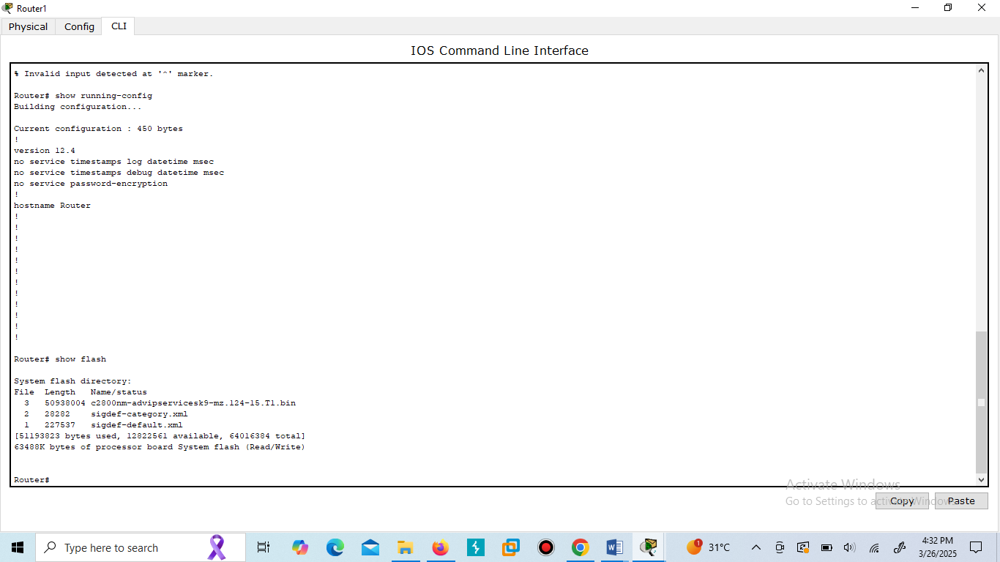 Router1
Physical Config CLI
IOS Command Line Interface
% Invalid input detected at '^' marker.
Router# show running-config
Building configuration...
Current configuration : 450 bytes
!
version 12.4
no service timestamps log datetime msec
no service timestamps debug datetime msec
no service password-encryption
!
hostname Router
!
!
!
!
!
!
!
!
!
!
!
!
Router# show flash
System flash directory:
File Length Name/status
3 50938004 c2800nm-advipservicesk9-mz.124-15.T1.bin
2 28282 sigdef-category.xml
1 227537 sigdef-default.xml
[51193823 bytes used, 12822561 available, 64016384 total]
63488K bytes of processor board System flash (Read/Write)
Router#
Activate Windows
Go to Settings to activate Windows.
Copy Paste
Type here to search
1
31°C
4:32 PM
3/26/2025